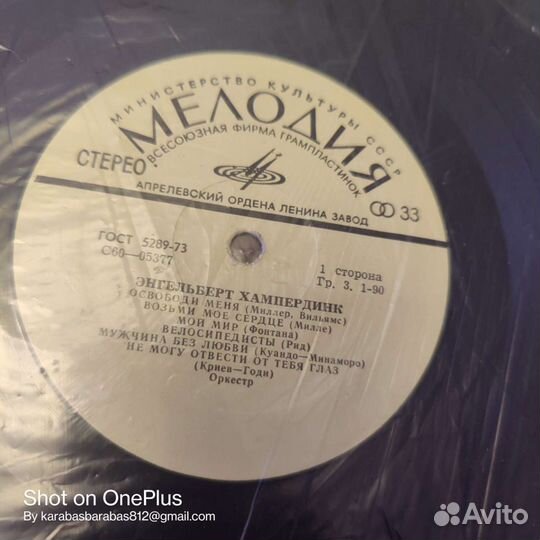 МИНИСТЕРСТВО КУЛЬТУРЫ СССР
МЕЛОДИЯ
ВСЕСОЮЗНАЯ ФИРМА ГРАМПЛАСТИНОК
СТЕРЕО
33
АПРЕЛЕВСКИЙ ОРДЕНА ЛЕНИНА ЗАВОД
ГОСТ 5289-73
С60—05377
1 сторона
Гр. 3. 1-90
ЭНГЕЛЬБЕРТ ХАМПЕРДИНК
ОСВОБОДИ МЕНЯ (Миллер, Вильямс)
ВОЗЬМИ МОЕ СЕРДЦЕ (Милле)
МОЙ МИР (Фонтана)
ВЕЛОСИПЕДИСТЫ (Рид)
МУЖЧИНА БЕЗ ЛЮБВИ (Куандо—Минаморо)
НЕ МОГУ ОТВЕСТИ ОТ ТЕБЯ ГЛАЗ
(Криев—Годи)
Оркестр
Shot on OnePlus
By karabasbarabas812@gmail.com
Avito